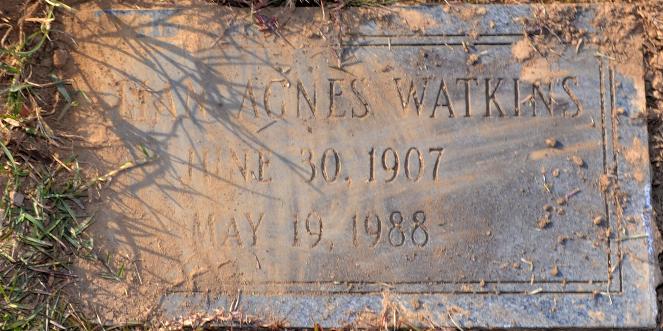 AGNES WATKINS
JUNE 30, 1907
MAY 19, 1988